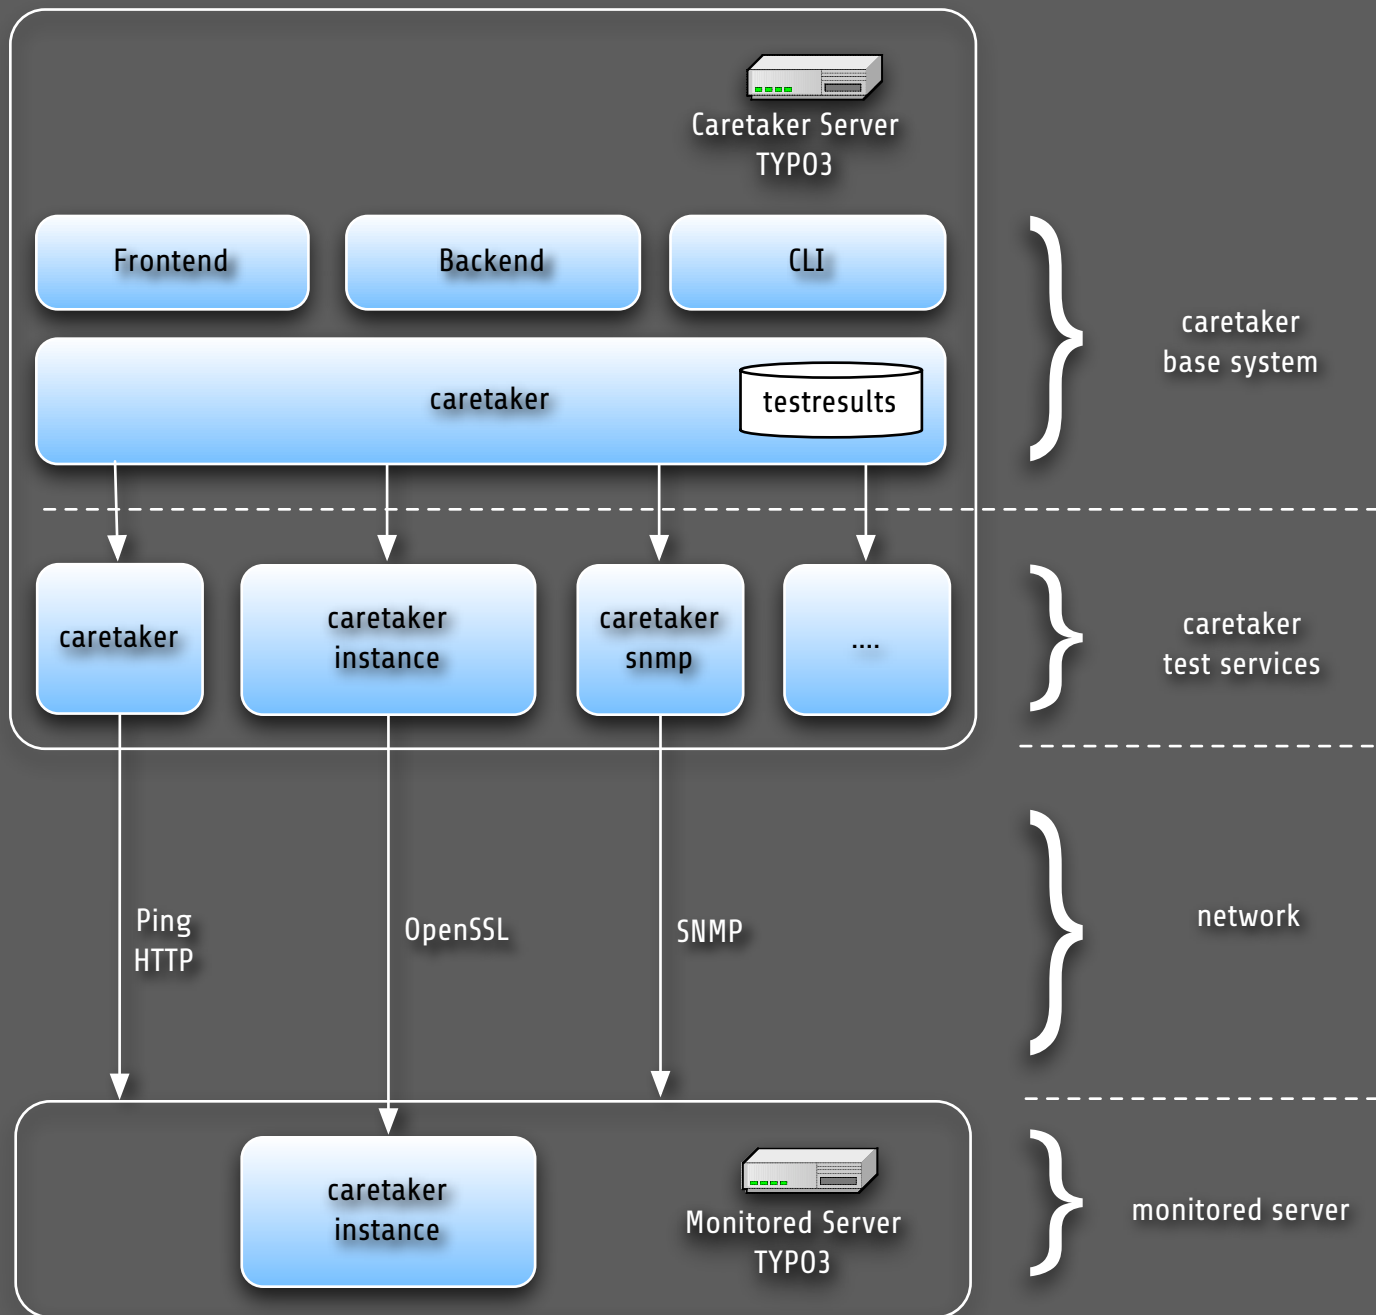 Caretaker Server
TYPO3
Frontend
Backend
CLI
caretaker
base system
caretaker
testresults
caretaker
caretaker
instance
caretaker
snmp
....
caretaker
test services
Ping
HTTP
OpenSSL
SNMP
network
caretaker
instance
Monitored Server
TYPO3
monitored server